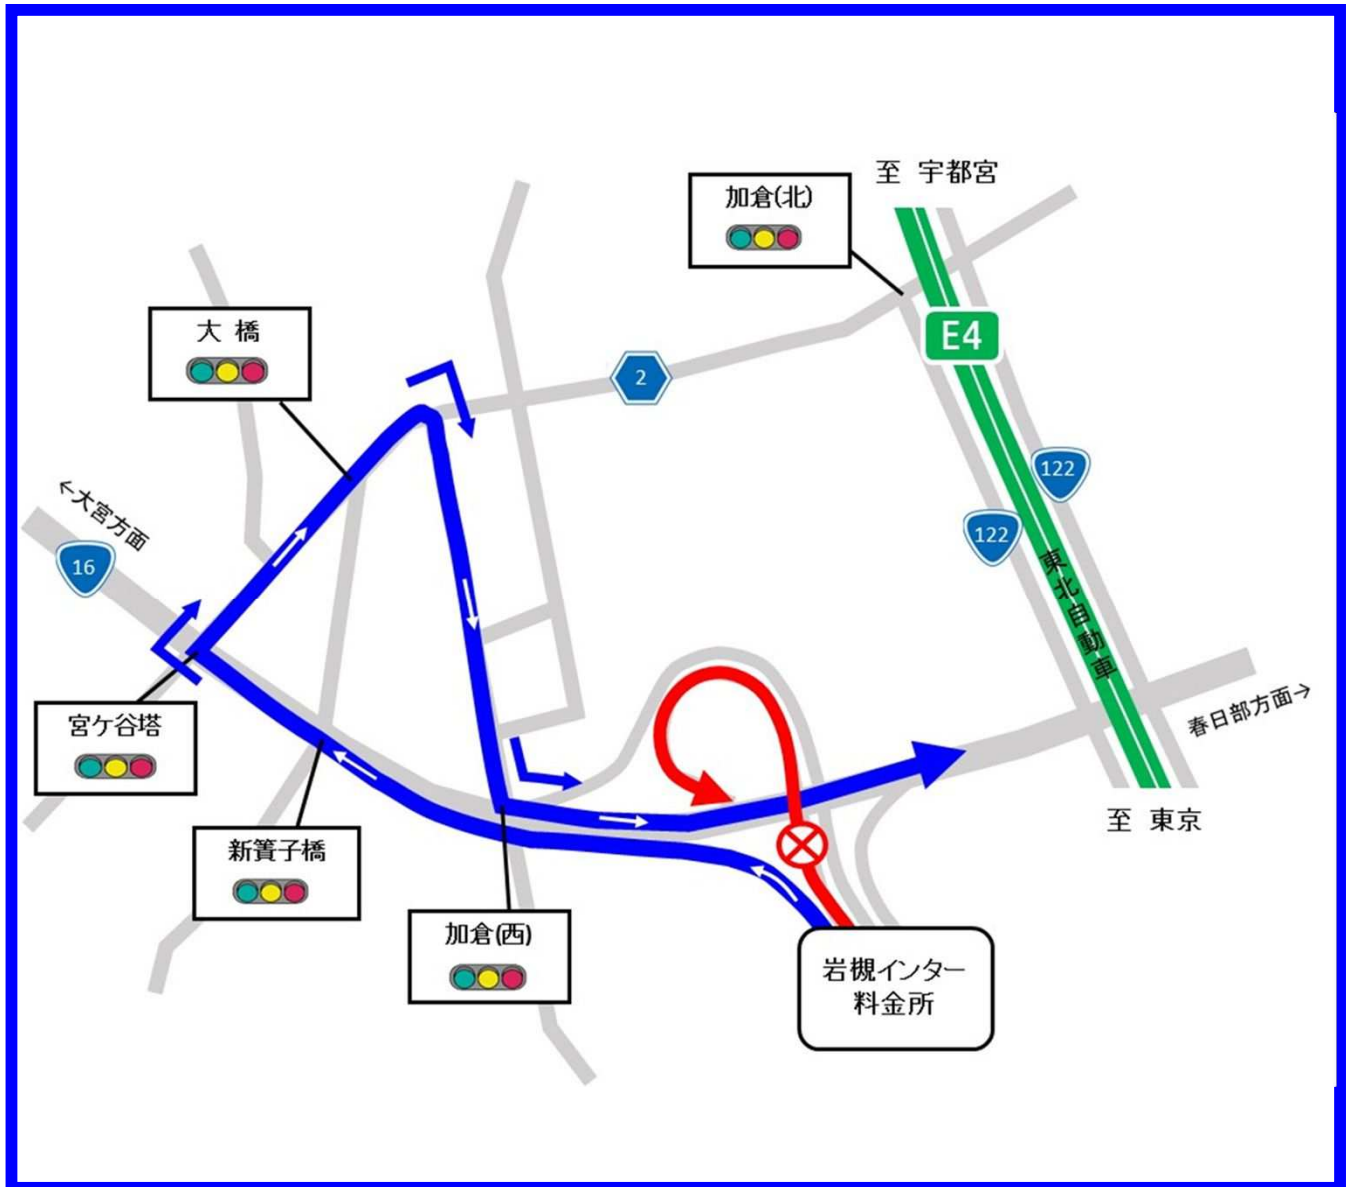 至 宇都宮
加倉(北)
大 橋
E4
2
←大宮方面
122
16
122
東北自動車
宮ケ谷塔
春日部方面→
至 東京
新簀子橋
加倉(西)
岩槻インター
料金所